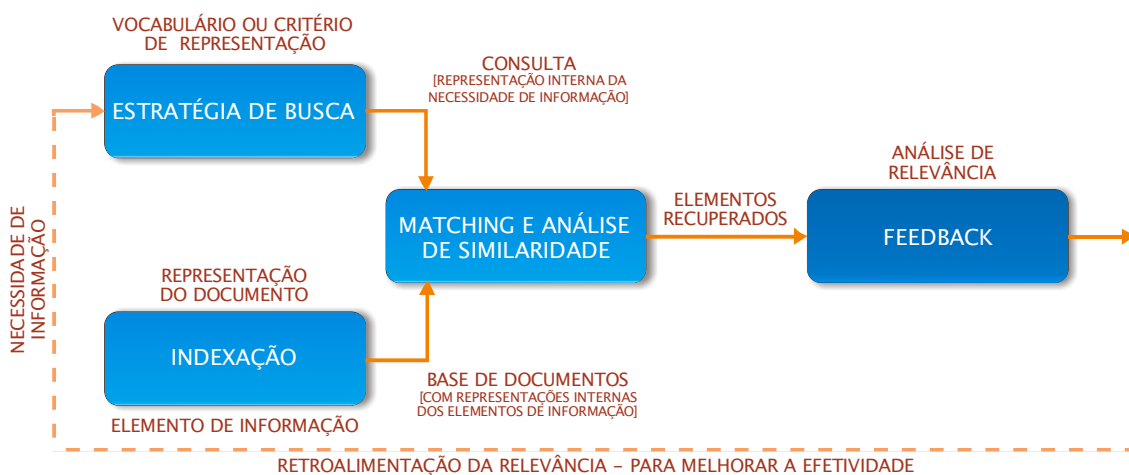 VOCABULÁRIO OU CRITÉRIO
DE REPRESENTAÇÃO
ESTRATÉGIA DE BUSCA
CONSULTA
[REPRESENTAÇÃO INTERNA DA
NECESSIDADE DE INFORMAÇÃO]
NECESSIDADE DE
INFORMAÇÃO
MATCHING E ANÁLISE
DE SIMILARIDADE
ELEMENTOS
RECUPERADOS
ANÁLISE DE
RELEVÂNCIA
FEEDBACK
REPRESENTAÇÃO
DO DOCUMENTO
INDEXAÇÃO
ELEMENTO DE INFORMAÇÃO
BASE DE DOCUMENTOS
[COM REPRESENTAÇÕES INTERNAS
DOS ELEMENTOS DE INFORMAÇÃO]
RETROALIMENTAÇÃO DA RELEVÂNCIA – PARA MELHORAR A EFETIVIDADE